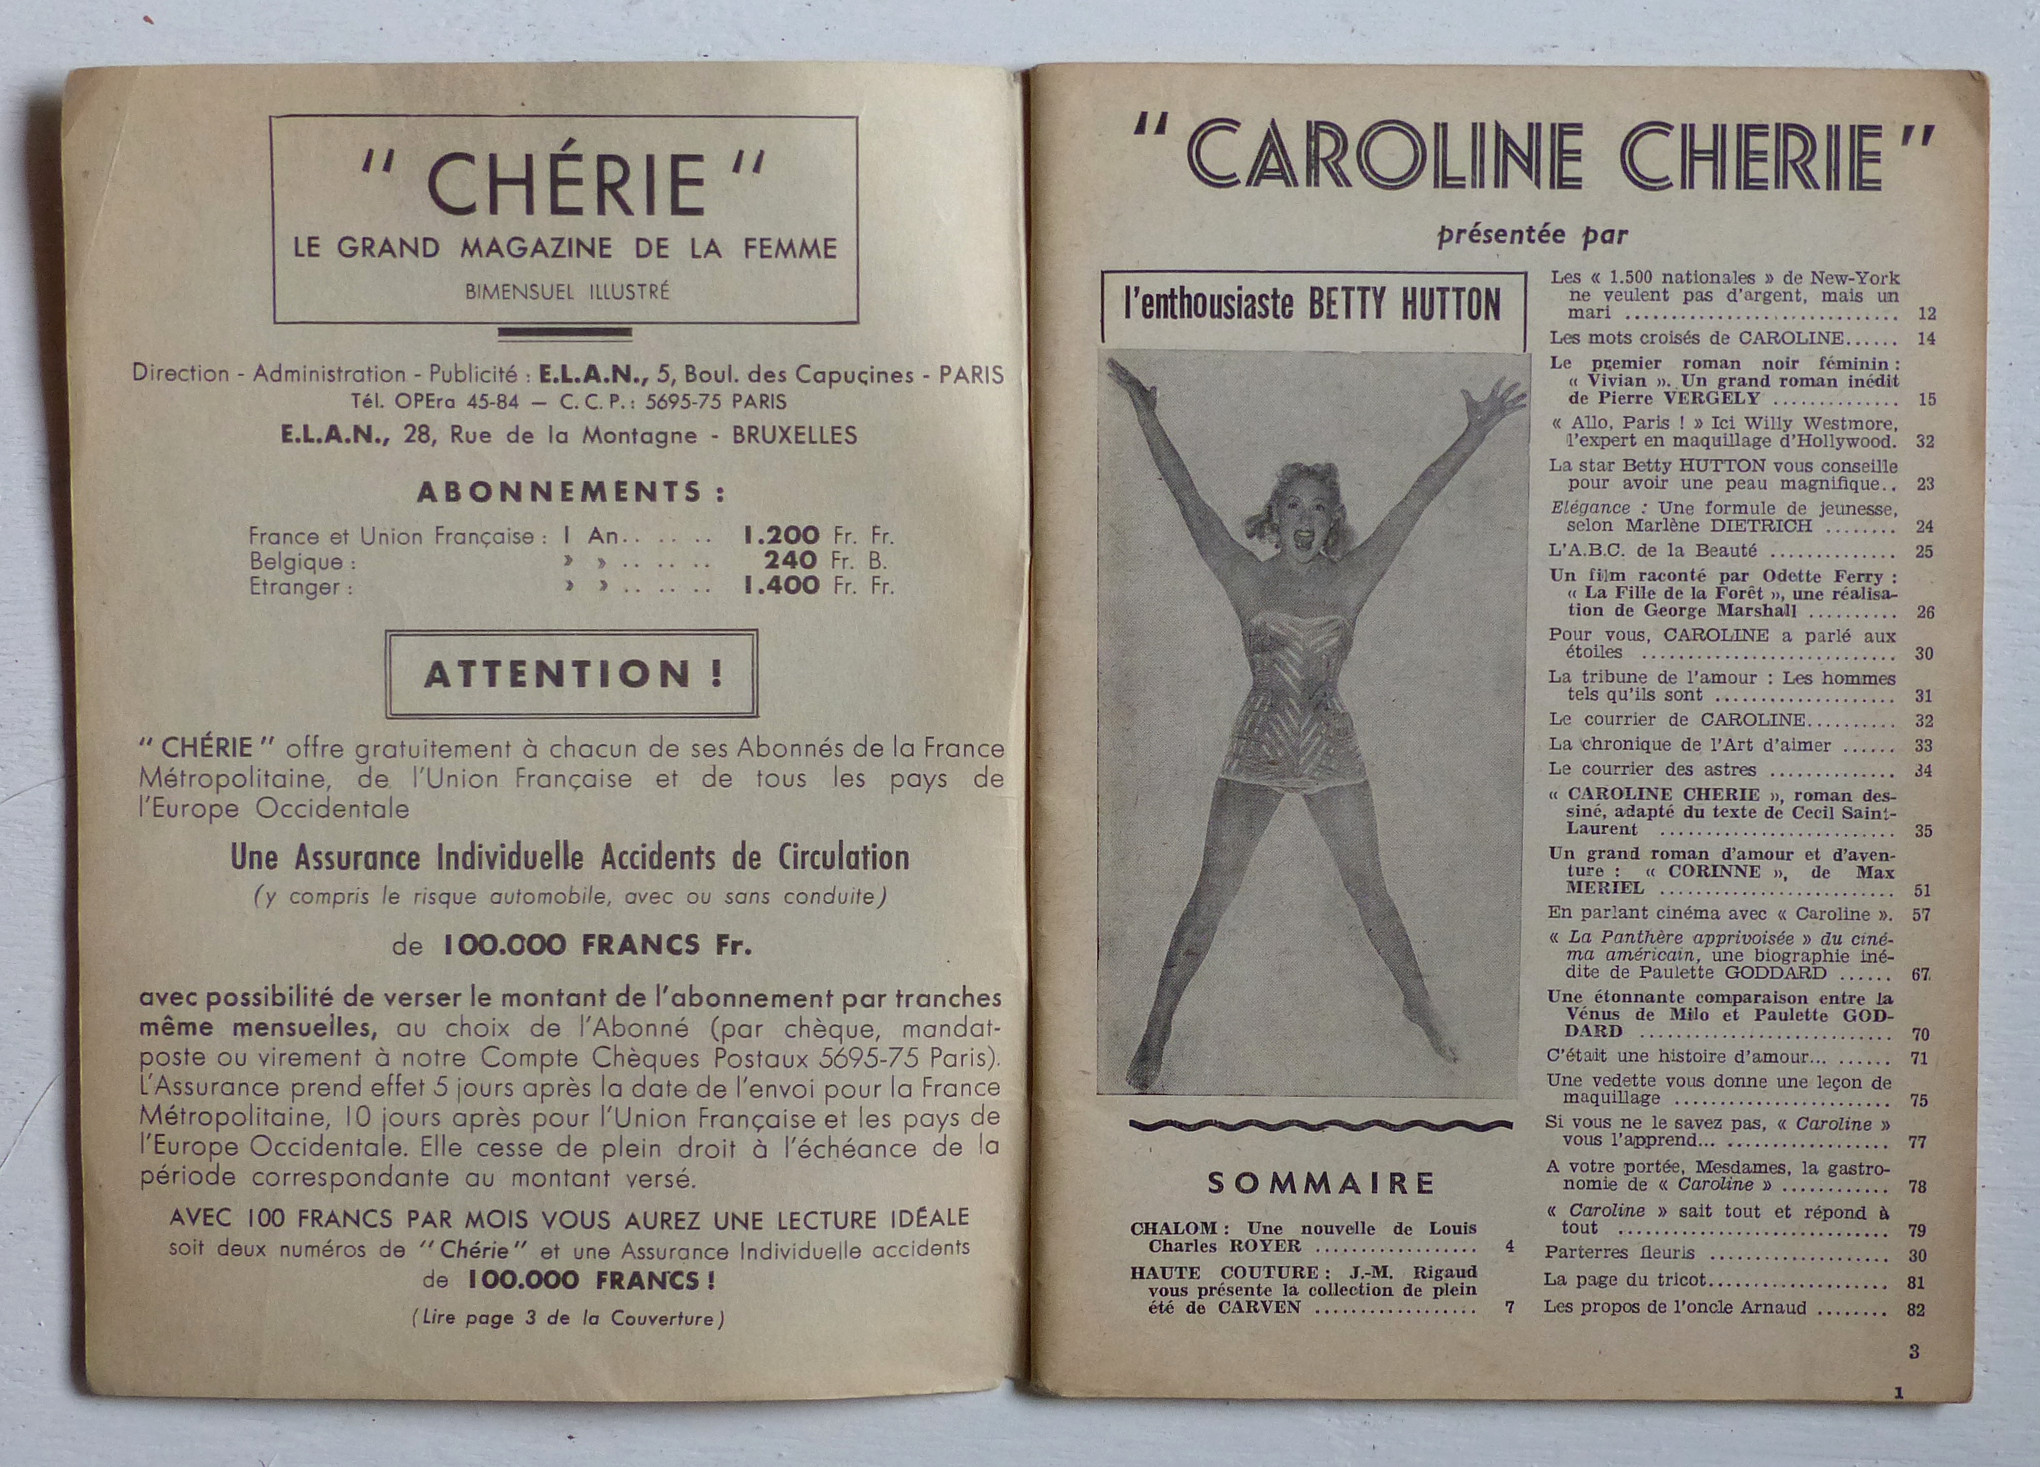 " CHÉRIE "
LE GRAND MAGAZINE DE LA FEMME
BIMENSUEL ILLUSTRÉ
Direction - Administration - Publicité : E.L.A.N., 5, Boul. des Capuçines - PARIS
Tél. OPEra 45-84 — C. C. P. : 5695-75 PARIS
E.L.A.N., 28, Rue de la Montagne - BRUXELLES
ABONNEMENTS :
France et Union Française : 1 An.. .. .. 1.200 Fr. Fr.
Belgique : » » .. .. .. 240 Fr. B.
Etranger : » » .. .. .. 1.400 Fr. Fr.
ATTENTION !
" CHÉRIE " offre gratuitement à chacun de ses Abonnés de la France
Métropolitaine, de l'Union Française et de tous les pays de
l'Europe Occidentale
Une Assurance Individuelle Accidents de Circulation
(y compris le risque automobile, avec ou sans conduite)
de 100.000 FRANCS Fr.
avec possibilité de verser le montant de l'abonnement par tranches
même mensuelles, au choix de l'Abonné (par chèque, mandat-
poste ou virement à notre Compte Chèques Postaux 5695-75 Paris).
L'Assurance prend effet 5 jours après la date de l'envoi pour la France
Métropolitaine, 10 jours après pour l'Union Française et les pays de
l'Europe Occidentale. Elle cesse de plein droit à l'échéance de la
période correspondante au montant versé.
AVEC 100 FRANCS PAR MOIS VOUS AUREZ UNE LECTURE IDÉALE
soit deux numéros de "Chérie" et une Assurance Individuelle accidents
de 100.000 FRANCS !
(Lire page 3 de la Couverture)
" CAROLINE CHERIE "
présentée par
l'enthousiaste BETTY HUTTON
SOMMAIRE
CHALOM : Une nouvelle de Louis
Charles ROYER .................. 4
HAUTE COUTURE : J.-M. Rigaud
vous présente la collection de plein
été de CARVEN .................. 7
Les « 1.500 nationales » de New-York
ne veulent pas d'argent, mais un
mari .............................. 12
Les mots croisés de CAROLINE...... 14
Le premier roman noir féminin :
« Vivian ». Un grand roman inédit
de Pierre VERGELY .............. 15
« Allo, Paris ! » Ici Willy Westmore,
l'expert en maquillage d'Hollywood. 32
La star Betty HUTTON vous conseille
pour avoir une peau magnifique.. 23
Elégance : Une formule de jeunesse,
selon Marlène DIETRICH ........ 24
L'A.B.C. de la Beauté .............. 25
Un film raconté par Odette Ferry :
« La Fille de la Forêt », une réalisa-
tion de George Marshall .......... 26
Pour vous, CAROLINE a parlé aux
étoiles ............................ 30
La tribune de l'amour : Les hommes
tels qu'ils sont .................... 31
Le courrier de CAROLINE.......... 32
La chronique de l'Art d'aimer ...... 33
Le courrier des astres .............. 34
« CAROLINE CHERIE », roman des-
siné, adapté du texte de Cecil Saint-
Laurent .......................... 35
Un grand roman d'amour et d'aven-
ture : « CORINNE », de Max
MERIEL .......................... 51
En parlant cinéma avec « Caroline ». 57
« La Panthère apprivoisée » du ciné-
ma américain, une biographie iné-
dite de Paulette GODDARD ...... 67
Une étonnante comparaison entre la
Vénus de Milo et Paulette GOD-
DARD ............................ 70
C'était une histoire d'amour... ...... 71
Une vedette vous donne une leçon de
maquillage ........................ 75
Si vous ne le savez pas, « Caroline »
vous l'apprend... .................. 77
A votre portée, Mesdames, la gastro-
nomie de « Caroline » ............ 78
« Caroline » sait tout et répond à
tout .............................. 79
Parterres fleuris .................... 30
La page du tricot.................... 81
Les propos de l'oncle Arnaud ........ 82
3
1